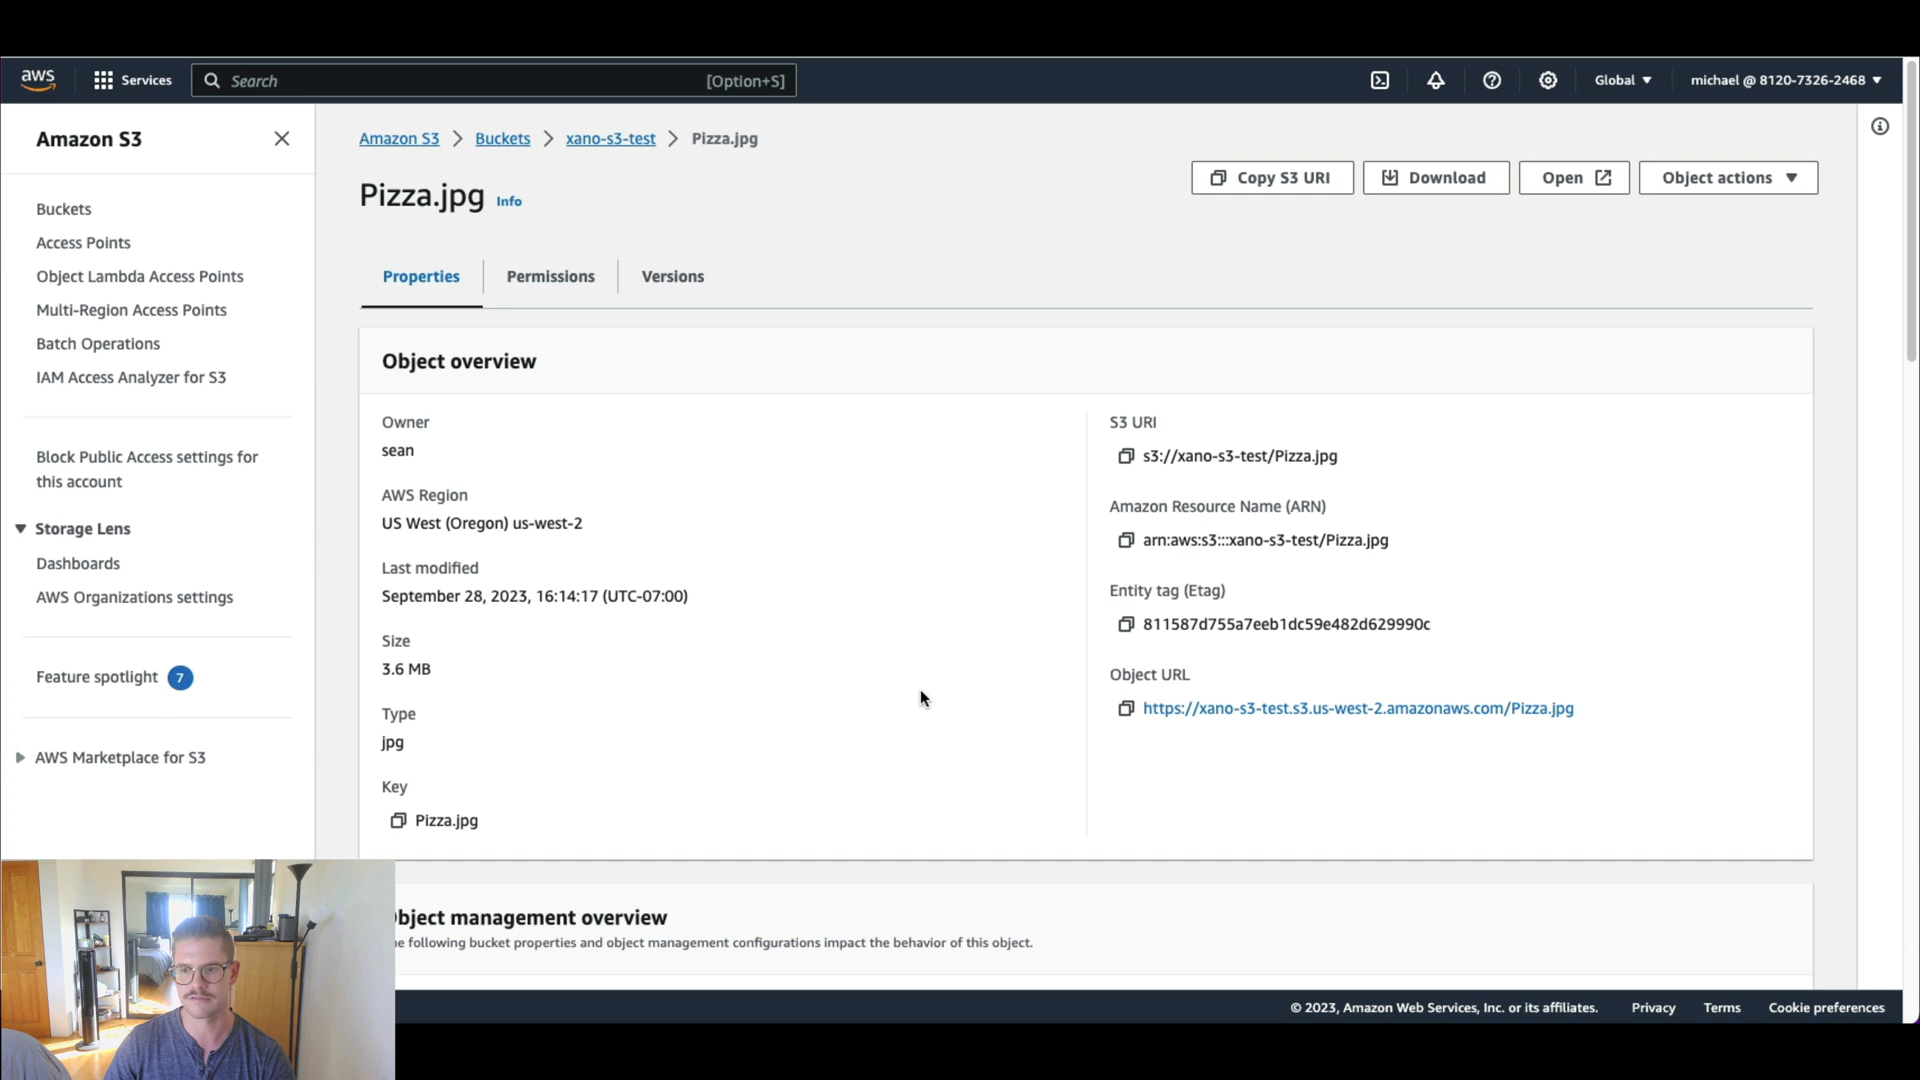 aws
Services
Search
[Option+S]
Global
michael @ 8120-7326-2468
Amazon S3
Buckets
Access Points
Object Lambda Access Points
Multi-Region Access Points
Batch Operations
IAM Access Analyzer for S3
Block Public Access settings for
this account
Storage Lens
Dashboards
AWS Organizations settings
Feature spotlight 7
AWS Marketplace for S3
Amazon S3 > Buckets > xano-s3-test > Pizza.jpg
Pizza.jpg Info
Copy S3 URI
Download
Open
Object actions
Properties
Permissions
Versions
Object overview
Owner
sean
AWS Region
US West (Oregon) us-west-2
Last modified
September 28, 2023, 16:14:17 (UTC-07:00)
Size
3.6 MB
Type
jpg
Key
Pizza.jpg
S3 URI
s3://xano-s3-test/Pizza.jpg
Amazon Resource Name (ARN)
arn:aws:s3:::xano-s3-test/Pizza.jpg
Entity tag (Etag)
811587d755a7eeb1dc59e482d629990c
Object URL
https://xano-s3-test.s3.us-west-2.amazonaws.com/Pizza.jpg
bject management overview
he following bucket properties and object management configurations impact the behavior of this object.
© 2023, Amazon Web Services, Inc. or its affiliates.
Privacy
Terms
Cookie preferences